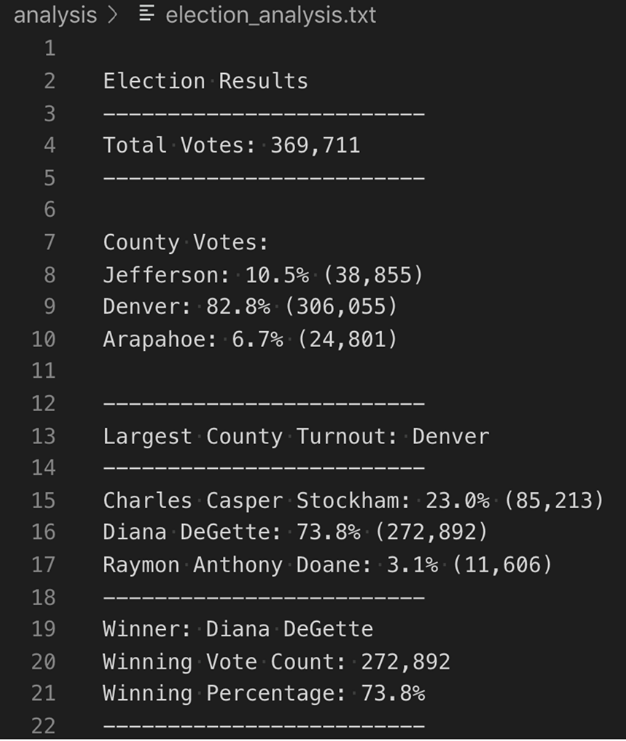 analysis > election_analysis.txt
1
2 Election Results
3 -------------------------
4 Total Votes: 369,711
5 -------------------------
6
7 County Votes:
8 Jefferson: 10.5% (38,855)
9 Denver: 82.8% (306,055)
10 Arapahoe: 6.7% (24,801)
11
12 -------------------------
13 Largest County Turnout: Denver
14 -------------------------
15 Charles Casper Stockham: 23.0% (85,213)
16 Diana DeGette: 73.8% (272,892)
17 Raymon Anthony Doane: 3.1% (11,606)
18 -------------------------
19 Winner: Diana DeGette
20 Winning Vote Count: 272,892
21 Winning Percentage: 73.8%
22 -------------------------